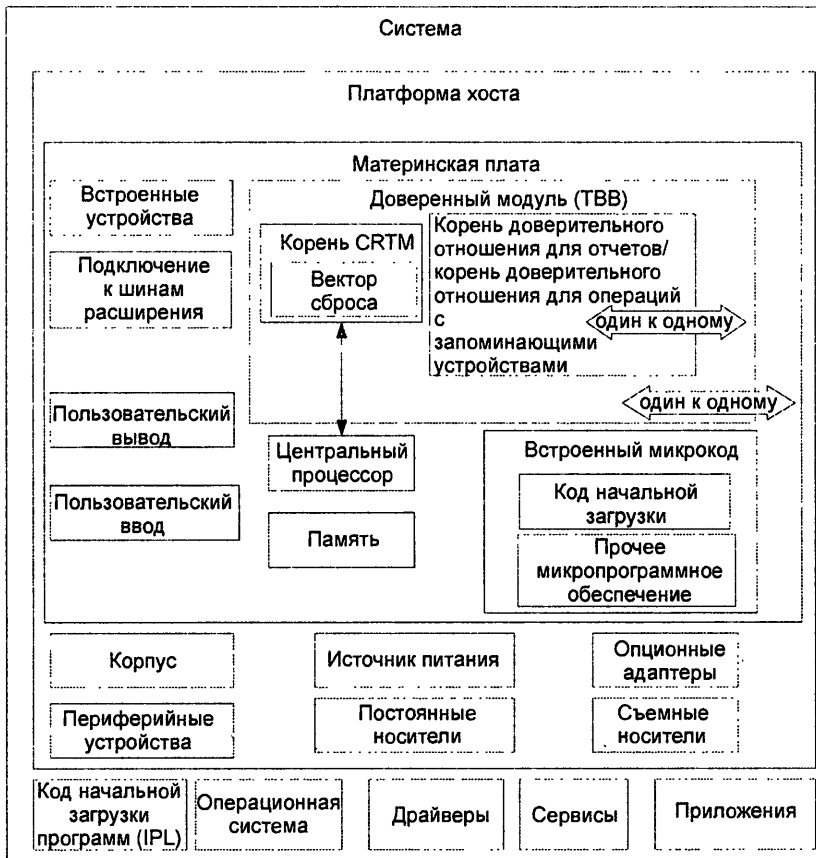 Система
Платформа хоста
Материнская плата
Встроенные
устройства
Подключение
к шинам
расширения
Доверенный модуль (TBB)
Корень CRTM
Вектор
сброса
Корень доверительного
отношения для отчетов/
корень доверительного
отношения для операций
с
запоминающими
устройствами
один к одному
один к одному
Пользовательский
вывод
Пользовательский
ввод
Центральный
процессор
Память
Встроенный микрокод
Код начальной
загрузки
Прочее
микропрограммное
обеспечение
Корпус
Источник питания
Опционные
адаптеры
Периферийные
устройства
Постоянные
носители
Съемные
носители
Код начальной
загрузки
программ (IPL)
Операционная
система
Драйверы
Сервисы
Приложения